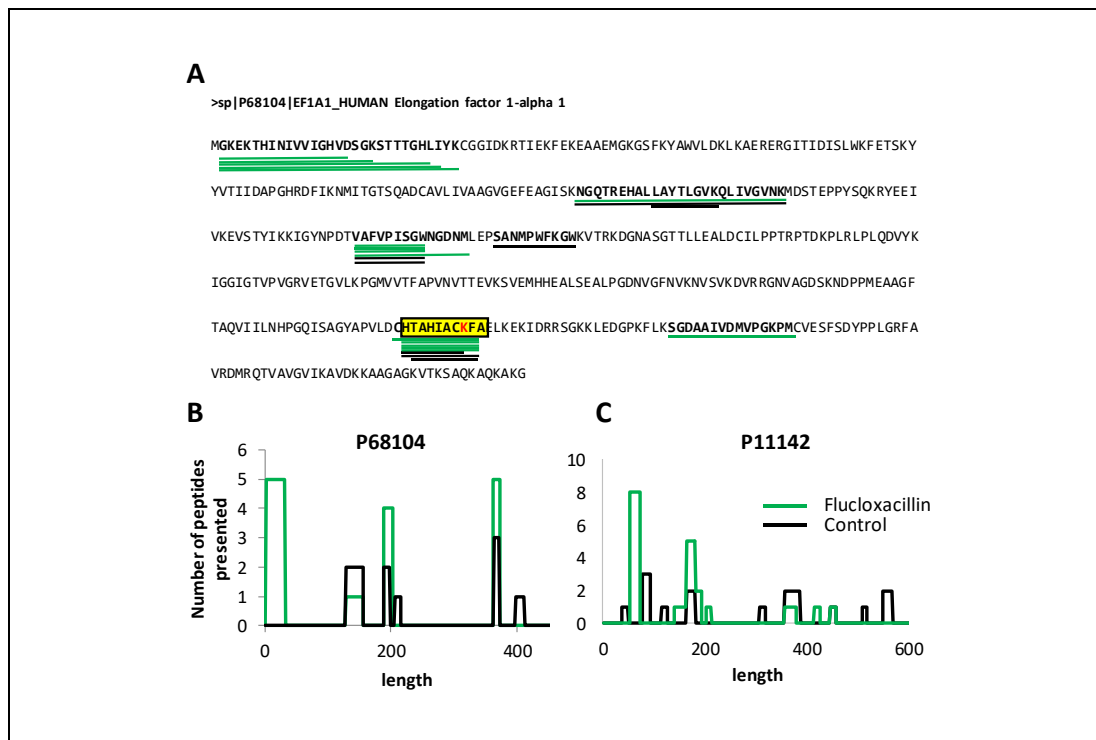 A
>sp|P68104|EF1A1_HUMAN Elongation factor 1-alpha 1
MGKEKTHINIVVIGHVDSGKSTTTGHLIYKCGGIDKRTIEKFEKEAAEMGKGSFKYAWVLDKLKAERERGITIDISLWKFETSKY
YVTIIDAPGHRDFIKNMITGTSQADCAVLIVAAGVGEFEAGISKNGQTREHALLAYTLGVKQLIVGVNKMDSTEPPYSQKRYEEI
VKEVSTYIKKIGYNPDTVAFVPISGWNGDNMLEPSANMPWFKGWKVTRKDGNASGTTLLEALDCILPPTRPTDKPLRLPLQDVYK
IGGIGTVPVGRVETGVLKPGMVVTFAPVNVTTEVKSVEMHHEALSEALPGDNVGFNVKNVSVKDVRRGNVAGDSKNDPPMEAAGF
TAQVIILNHPGQISAGYAPVLDCHTAHIACKFAELKEKIDRRSGKKLEDGPKFLKSGDAAIVDMVPGKPMCVESFSDYPPLGRFA
VRDMRQTVAVGVIKAVDKKAAGAGKVTKSAQKAQKAKG
B
P68104
Number of peptides
presented
6
5
4
3
2
1
0
0 200 400
length
C
P11142
10
8
6
4
2
0
Flucloxacillin
Control
0 200 400 600
length